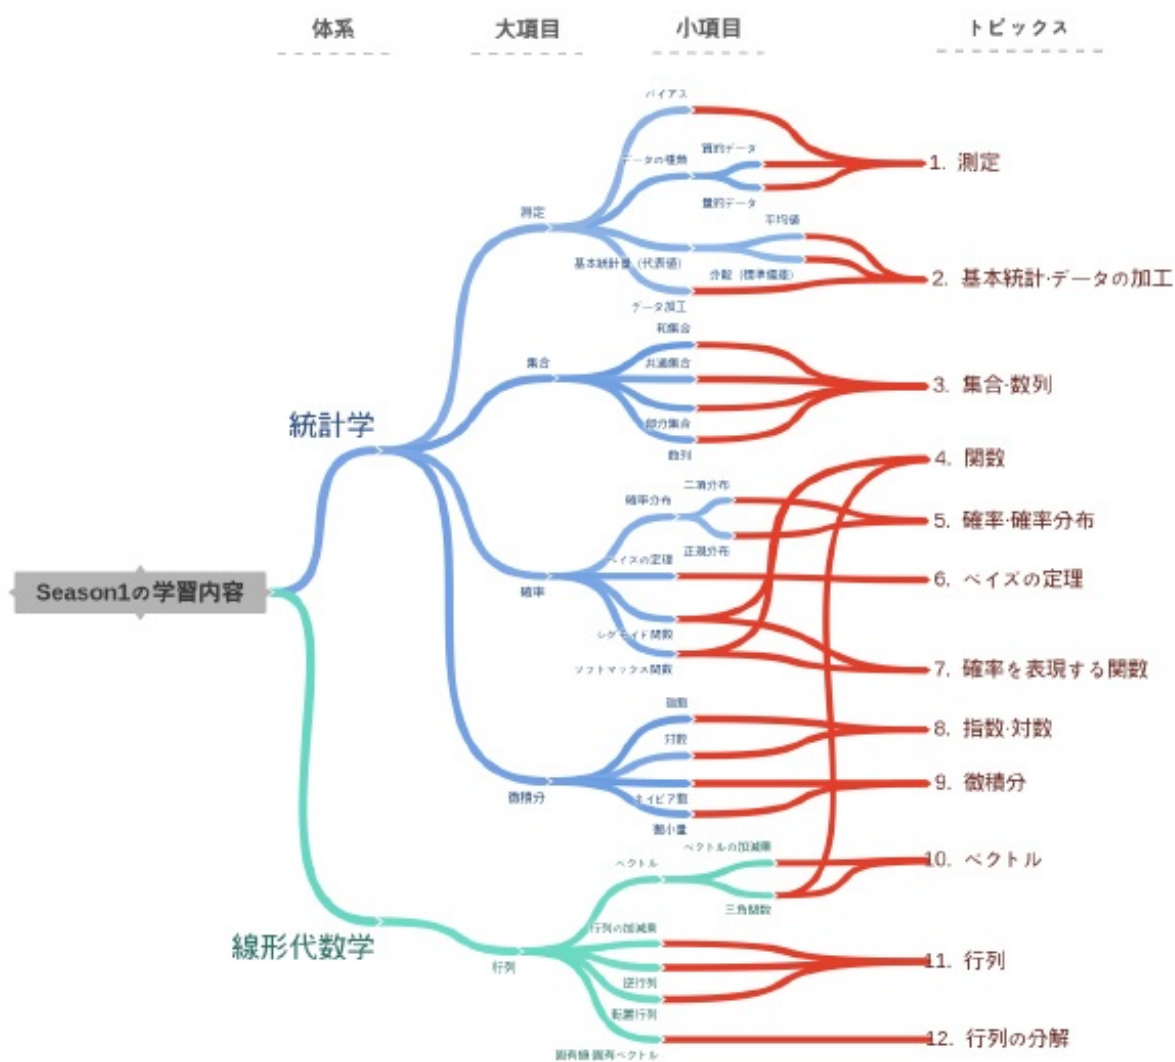 体系
大項目
小項目
トピックス
バイアス
データの種類
質的データ
量的データ
1. 測定
測定
平均値
基本統計量（代表値）
分散（標準偏差）
データ加工
2. 基本統計·データの加工
和集合
集合
共通集合
部分集合
数列
3. 集合·数列
統計学
4. 関数
確率分布
二項分布
正規分布
5. 確率·確率分布
ベイズの定理
6. ベイズの定理
確率
シグモイド関数
ソフトマックス関数
7. 確率を表現する関数
Season1の学習内容
指数
対数
8. 指数·対数
微積分
ネイピア数
微小量
9. 微積分
ベクトル
ベクトルの加減乗
三角関数
10. ベクトル
線形代数学
行列
行列の加減乗
逆行列
転置行列
11. 行列
固有値 固有ベクトル
12. 行列の分解